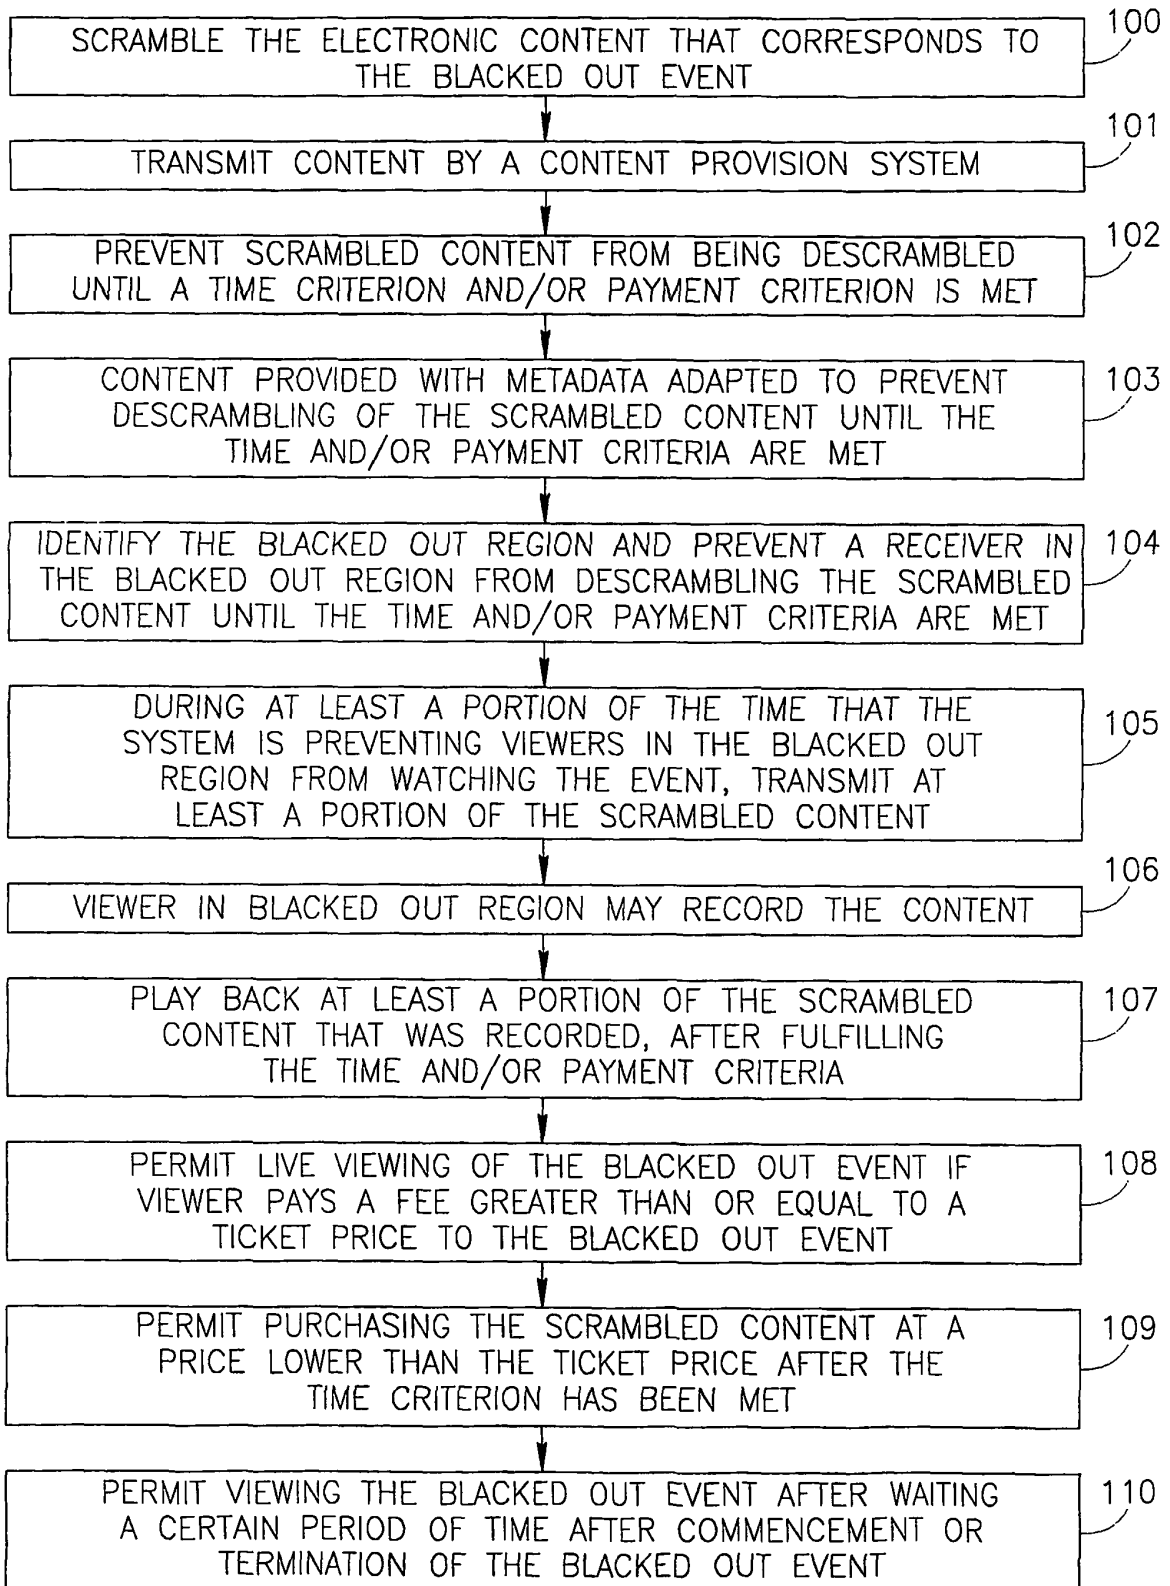 SCRAMBLE THE ELECTRONIC CONTENT THAT CORRESPONDS TO
THE BLACKED OUT EVENT
100
TRANSMIT CONTENT BY A CONTENT PROVISION SYSTEM
101
PREVENT SCRAMBLED CONTENT FROM BEING DESCRAMBLED
UNTIL A TIME CRITERION AND/OR PAYMENT CRITERION IS MET
102
CONTENT PROVIDED WITH METADATA ADAPTED TO PREVENT
DESCRAMBLING OF THE SCRAMBLED CONTENT UNTIL THE
TIME AND/OR PAYMENT CRITERIA ARE MET
103
IDENTIFY THE BLACKED OUT REGION AND PREVENT A RECEIVER IN
THE BLACKED OUT REGION FROM DESCRAMBLING THE SCRAMBLED
CONTENT UNTIL THE TIME AND/OR PAYMENT CRITERIA ARE MET
104
DURING AT LEAST A PORTION OF THE TIME THAT THE
SYSTEM IS PREVENTING VIEWERS IN THE BLACKED OUT
REGION FROM WATCHING THE EVENT, TRANSMIT AT
LEAST A PORTION OF THE SCRAMBLED CONTENT
105
VIEWER IN BLACKED OUT REGION MAY RECORD THE CONTENT
106
PLAY BACK AT LEAST A PORTION OF THE SCRAMBLED
CONTENT THAT WAS RECORDED, AFTER FULFILLING
THE TIME AND/OR PAYMENT CRITERIA
107
PERMIT LIVE VIEWING OF THE BLACKED OUT EVENT IF
VIEWER PAYS A FEE GREATER THAN OR EQUAL TO A
TICKET PRICE TO THE BLACKED OUT EVENT
108
PERMIT PURCHASING THE SCRAMBLED CONTENT AT A
PRICE LOWER THAN THE TICKET PRICE AFTER THE
TIME CRITERION HAS BEEN MET
109
PERMIT VIEWING THE BLACKED OUT EVENT AFTER WAITING
A CERTAIN PERIOD OF TIME AFTER COMMENCEMENT OR
TERMINATION OF THE BLACKED OUT EVENT
110